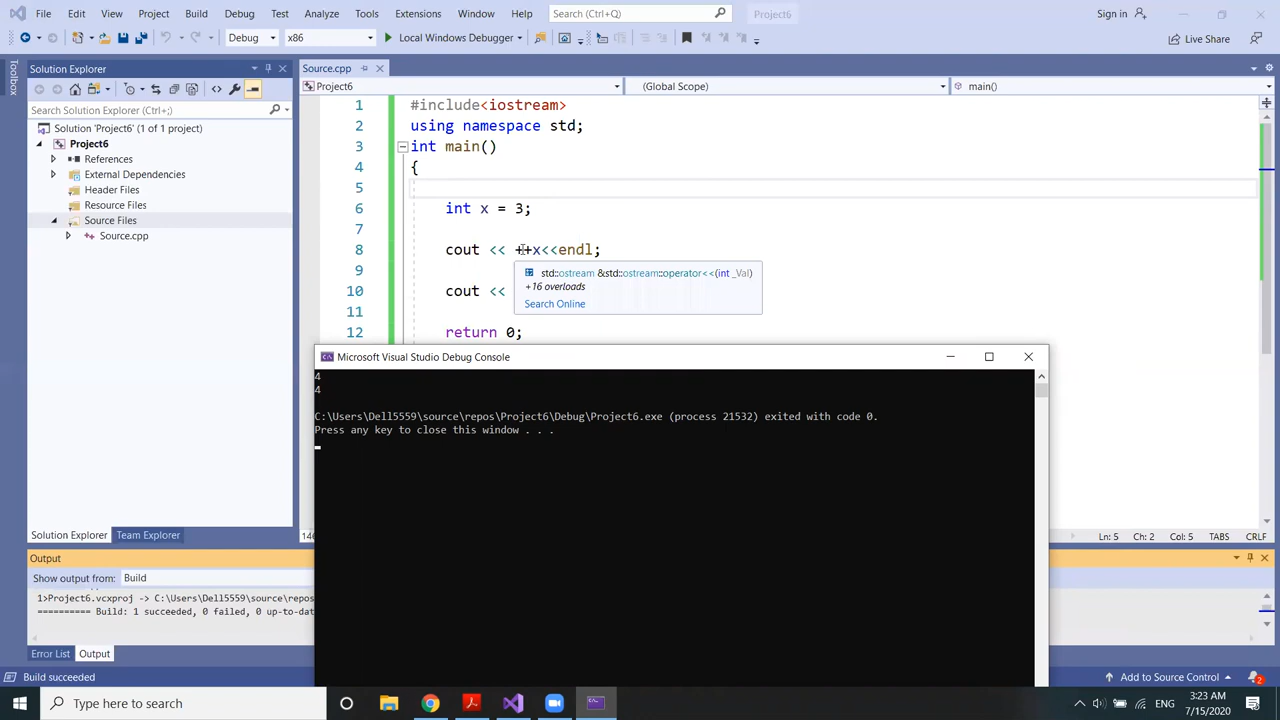 File Edit View Project Build Debug Test Analyze Tools Extensions Window Help Search (Ctrl+Q) Project6 Sign in
Debug x86 Local Windows Debugger Live Share
Toolbox
Solution Explorer
Search Solution Explorer (Ctrl+;)
Solution 'Project6' (1 of 1 project)
Project6
References
External Dependencies
Header Files
Resource Files
Source Files
Source.cpp
Solution Explorer Team Explorer
Source.cpp
Project6 (Global Scope) main()
1 #include<iostream>
2 using namespace std;
3 int main()
4 {
5
6 int x = 3;
7
8 cout << ++x<<endl;
9
10 cout <<
11
12 return 0;
std::ostream &std::ostream::operator<<(int _Val)
+16 overloads
Search Online
Ln: 5 Ch: 2 Col: 5 TABS CRLF
Microsoft Visual Studio Debug Console
4
4
C:\Users\Dell5559\source\repos\Project6\Debug\Project6.exe (process 21532) exited with code 0.
Press any key to close this window . . .
Output
Show output from: Build
1>Project6.vcxproj -> C:\Users\Dell5559\source\repos
========== Build: 1 succeeded, 0 failed, 0 up-to-dat
Error List Output
Build succeeded Add to Source Control 2
Type here to search
ENG
3:23 AM
7/15/2020